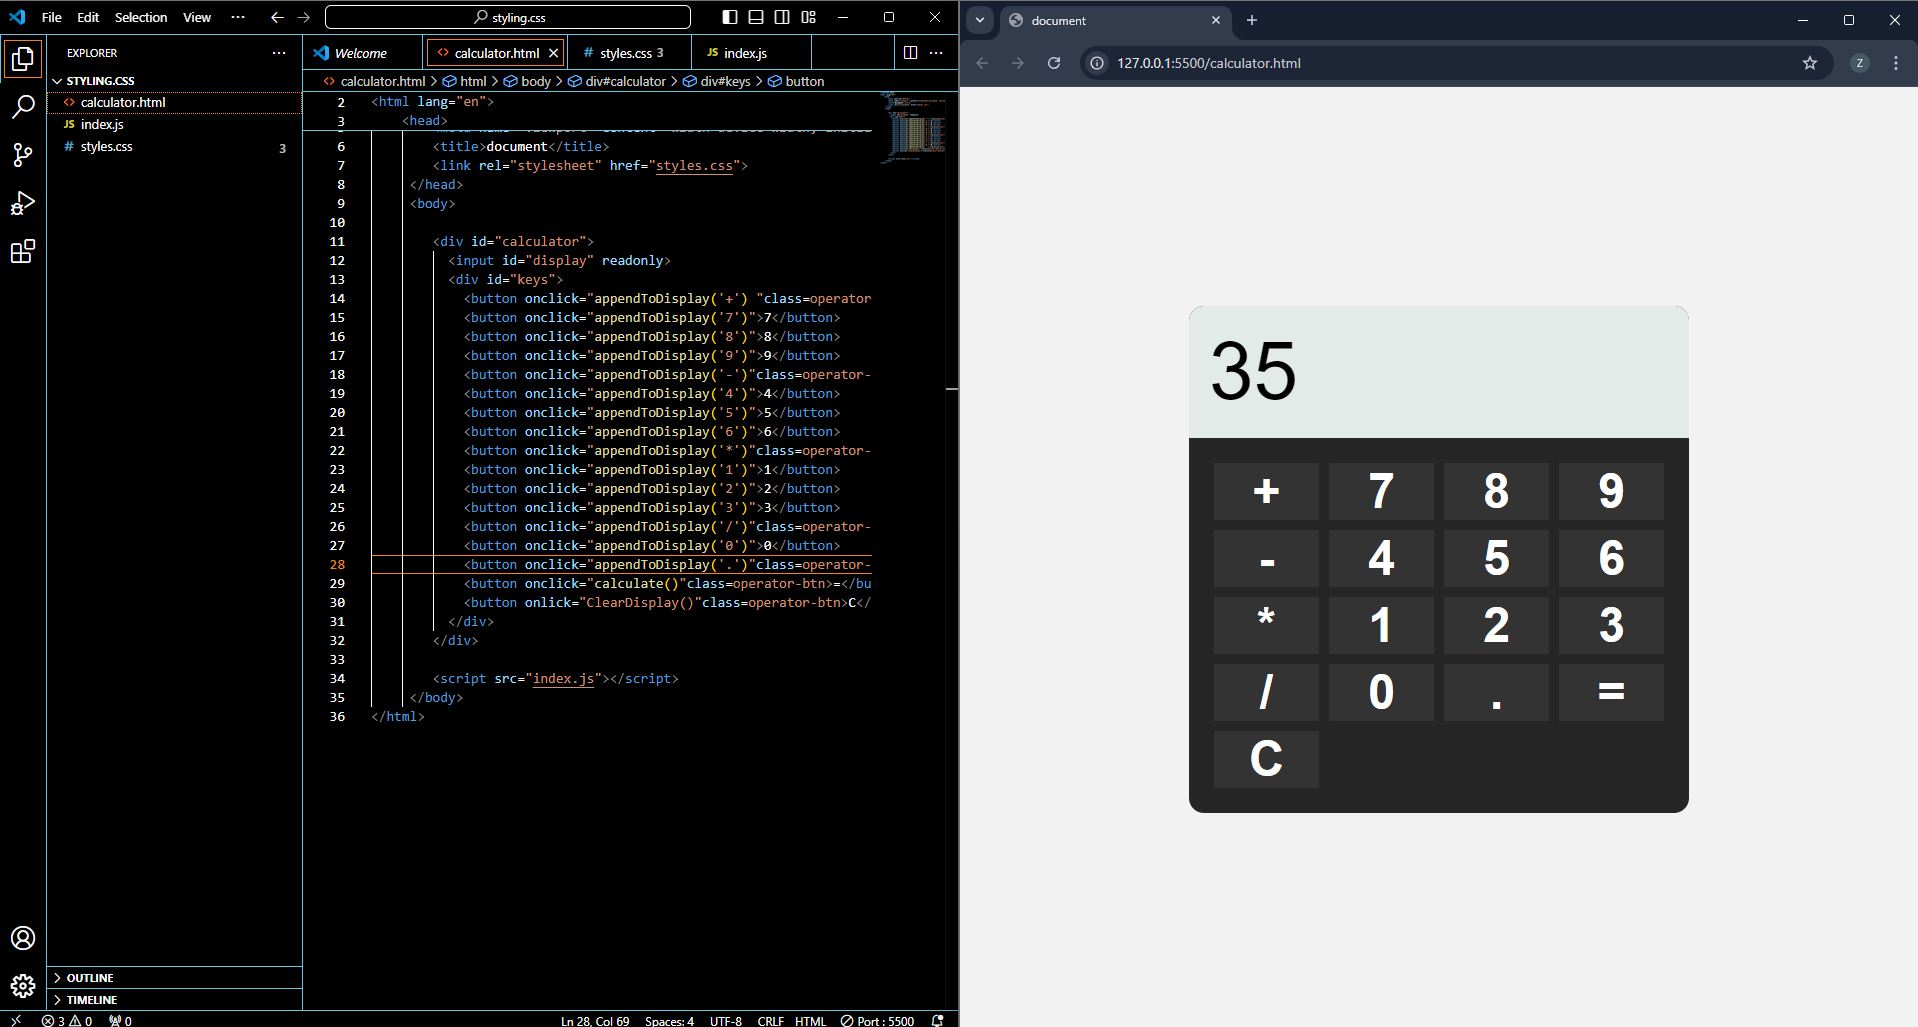 File Edit Selection View ··· styling.css
EXPLORER
STYLING.CSS
calculator.html
JS index.js
# styles.css 3
OUTLINE
TIMELINE
Welcome calculator.html # styles.css 3 JS index.js
calculator.html > html > body > div#calculator > div#keys > button
2 <html lang="en">
3 <head>
6 <title>document</title>
7 <link rel="stylesheet" href="styles.css">
8 </head>
9 <body>
10
11 <div id="calculator">
12 <input id="display" readonly>
13 <div id="keys">
14 <button onclick="appendToDisplay('+') "class=operator
15 <button onclick="appendToDisplay('7')">7</button>
16 <button onclick="appendToDisplay('8')">8</button>
17 <button onclick="appendToDisplay('9')">9</button>
18 <button onclick="appendToDisplay('-')"class=operator-
19 <button onclick="appendToDisplay('4')">4</button>
20 <button onclick="appendToDisplay('5')">5</button>
21 <button onclick="appendToDisplay('6')">6</button>
22 <button onclick="appendToDisplay('*')"class=operator-
23 <button onclick="appendToDisplay('1')">1</button>
24 <button onclick="appendToDisplay('2')">2</button>
25 <button onclick="appendToDisplay('3')">3</button>
26 <button onclick="appendToDisplay('/')"class=operator-
27 <button onclick="appendToDisplay('0')">0</button>
28 <button onclick="appendToDisplay('.')"class=operator-
29 <button onclick="calculate()"class=operator-btn>=</bu
30 <button onlick="ClearDisplay()"class=operator-btn>C</
31 </div>
32 </div>
33
34 <script src="index.js"></script>
35 </body>
36 </html>
3 0 0 Ln 28, Col 69 Spaces: 4 UTF-8 CRLF HTML Port : 5500
document
127.0.0.1:5500/calculator.html Z
35
+ 7 8 9
- 4 5 6
* 1 2 3
/ 0 . =
C